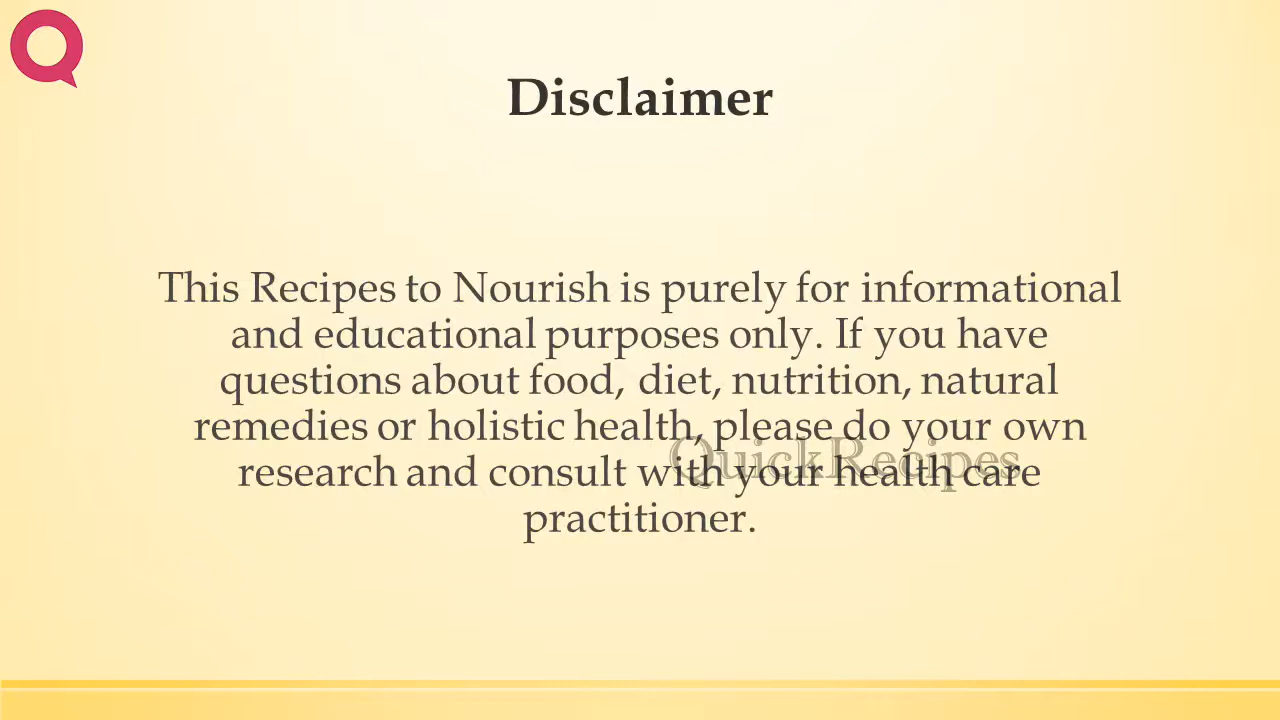 Disclaimer
This Recipes to Nourish is purely for informational
and educational purposes only. If you have
questions about food, diet, nutrition, natural
remedies or holistic health, please do your own
QuickRecipes
research and consult with your health care
practitioner.